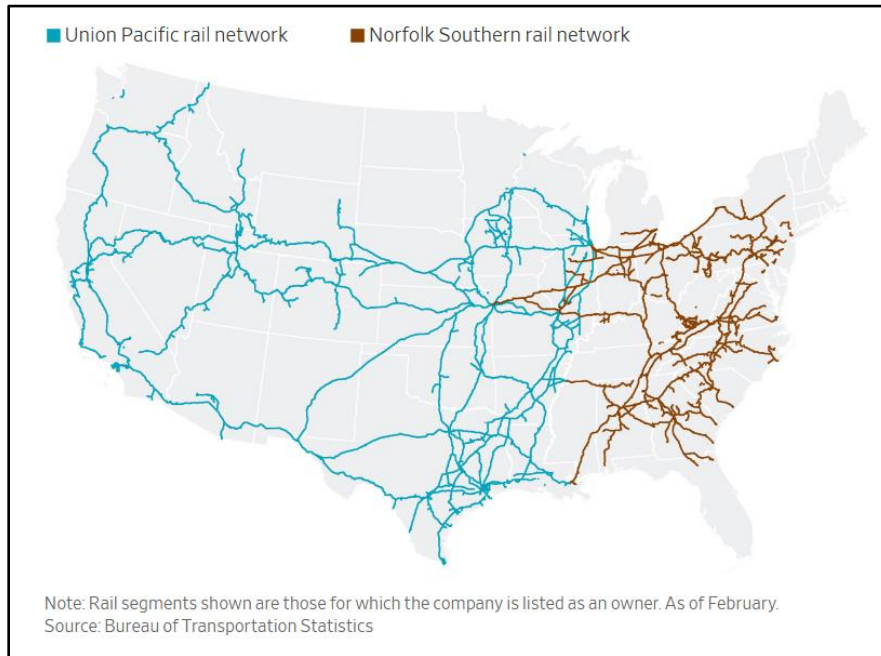 Union Pacific rail network Norfolk Southern rail network
Note: Rail segments shown are those for which the company is listed as an owner. As of February.
Source: Bureau of Transportation Statistics